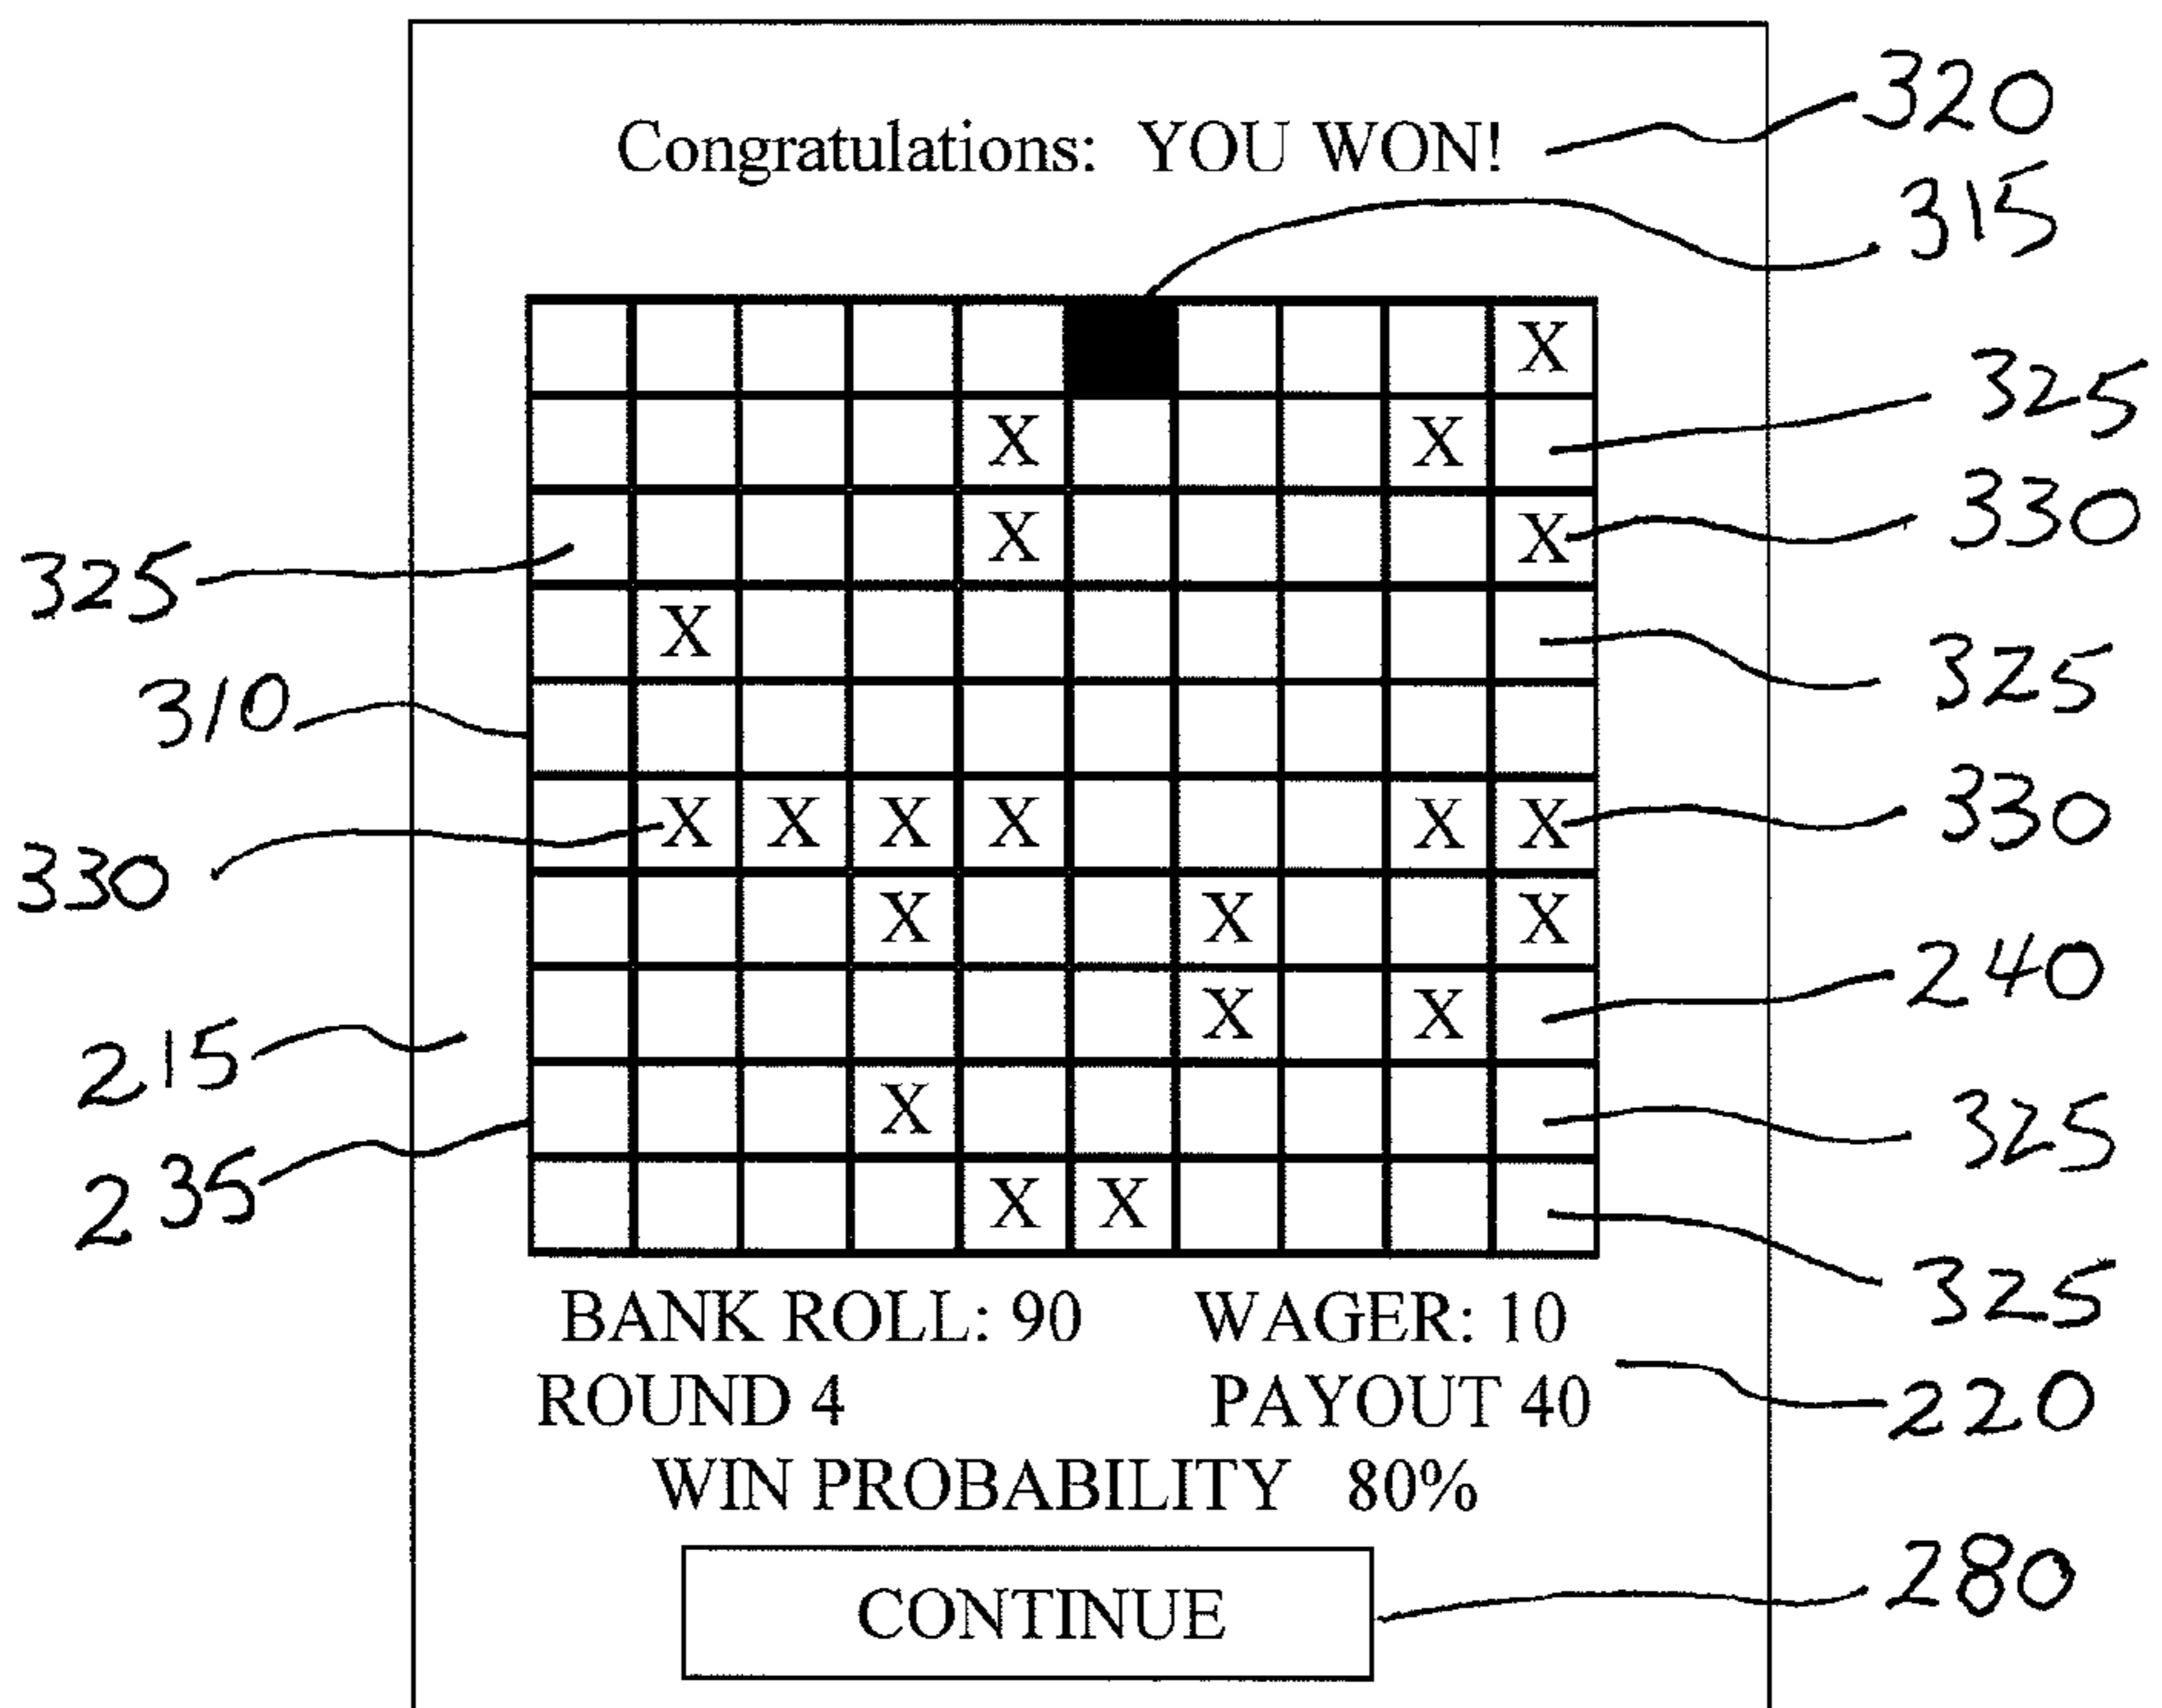 Congratulations: YOU WON!
320
315
X
X X
325
X X
330
325
X
325
310
X X X X X X
330
330
X X X
240
X X
215
325
X
235
X X
325
BANK ROLL: 90 WAGER: 10
ROUND 4 PAYOUT 40
220
WIN PROBABILITY 80%
CONTINUE
280